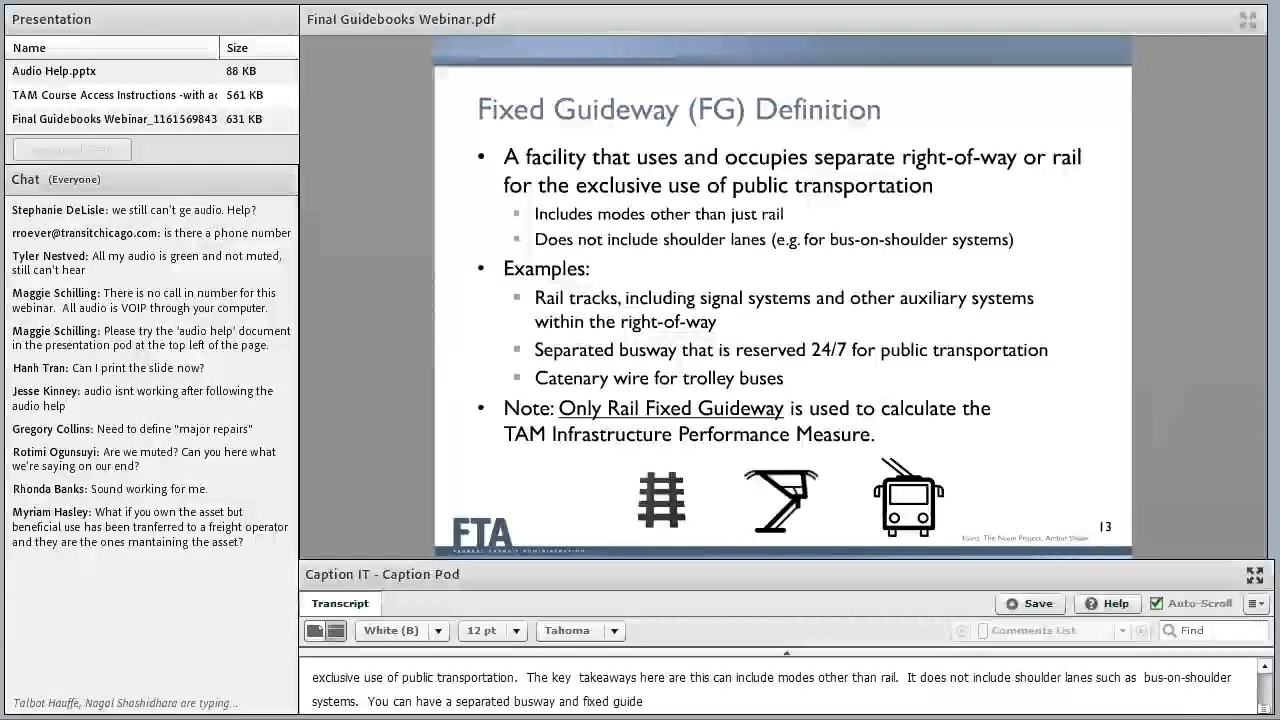 Presentation
Name Size
Audio Help.pptx 88 KB
TAM Course Access Instructions -with ac 561 KB
Final Guidebooks Webinar_1161569843 631 KB
Chat (Everyone)
Stephanie DeLisle: we still can't ge audio. Help?
rroever@transitchicago.com: is there a phone number
Tyler Nestved: All my audio is green and not muted,
still can't hear
Maggie Schilling: There is no call in number for this
webinar. All audio is VOIP through your computer.
Maggie Schilling: Please try the 'audio help' document
in the presentation pod at the top left of the page.
Hanh Tran: Can I print the slide now?
Jesse Kinney: audio isnt working after following the
audio help
Gregory Collins: Need to define "major repairs"
Rotimi Ogunsuyi: Are we muted? Can you here what
we're saying on our end?
Rhonda Banks: Sound working for me.
Myriam Hasley: What if you own the asset but
beneficial use has been tranferred to a freight operator
and they are the ones mantaining the asset?
Talbot Hauffe, Nagal Shashidhara are typing...
Final Guidebooks Webinar.pdf
Fixed Guideway (FG) Definition
• A facility that uses and occupies separate right-of-way or rail
for the exclusive use of public transportation
Includes modes other than just rail
Does not include shoulder lanes (e.g. for bus-on-shoulder systems)
• Examples:
Rail tracks, including signal systems and other auxiliary systems
within the right-of-way
Separated busway that is reserved 24/7 for public transportation
Catenary wire for trolley buses
• Note: Only Rail Fixed Guideway is used to calculate the
TAM Infrastructure Performance Measure.
FTA
FEDERAL TRANSIT ADMINISTRATION
13
Icons: The Noun Project, Arthur Shlain
Caption IT - Caption Pod
Transcript Save Help Auto-Scroll
White (B) 12 pt Tahoma Comments List Find
exclusive use of public transportation. The key takeaways here are this can include modes other than rail. It does not include shoulder lanes such as bus-on-shoulder
systems. You can have a separated busway and fixed guide